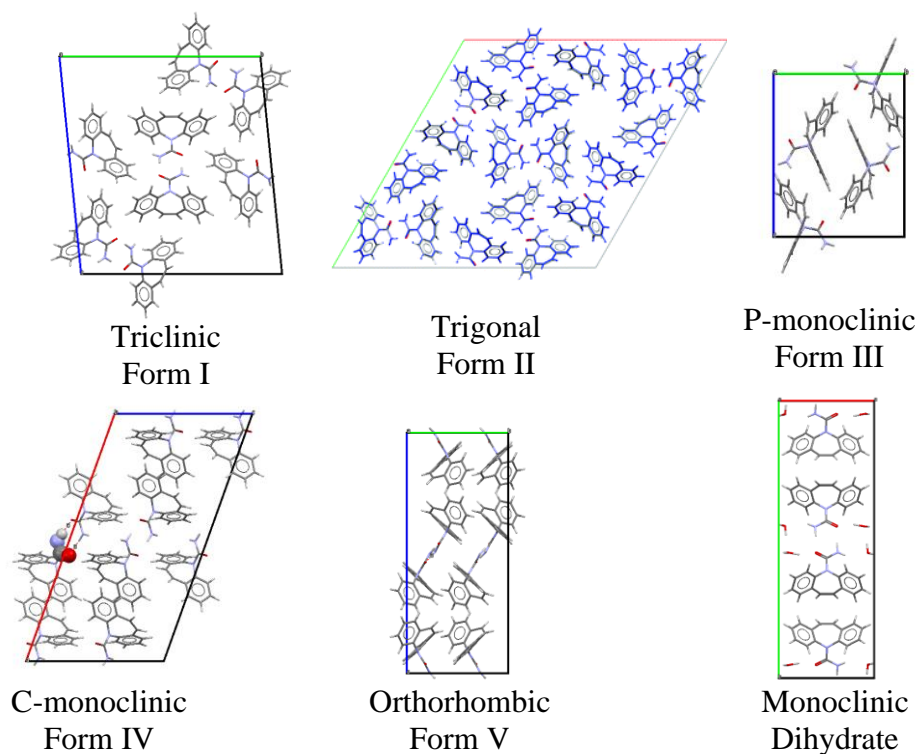 Triclinic
Form I
Trigonal
Form II
P-monoclinic
Form III
C-monoclinic
Form IV
Orthorhombic
Form V
Monoclinic
Dihydrate